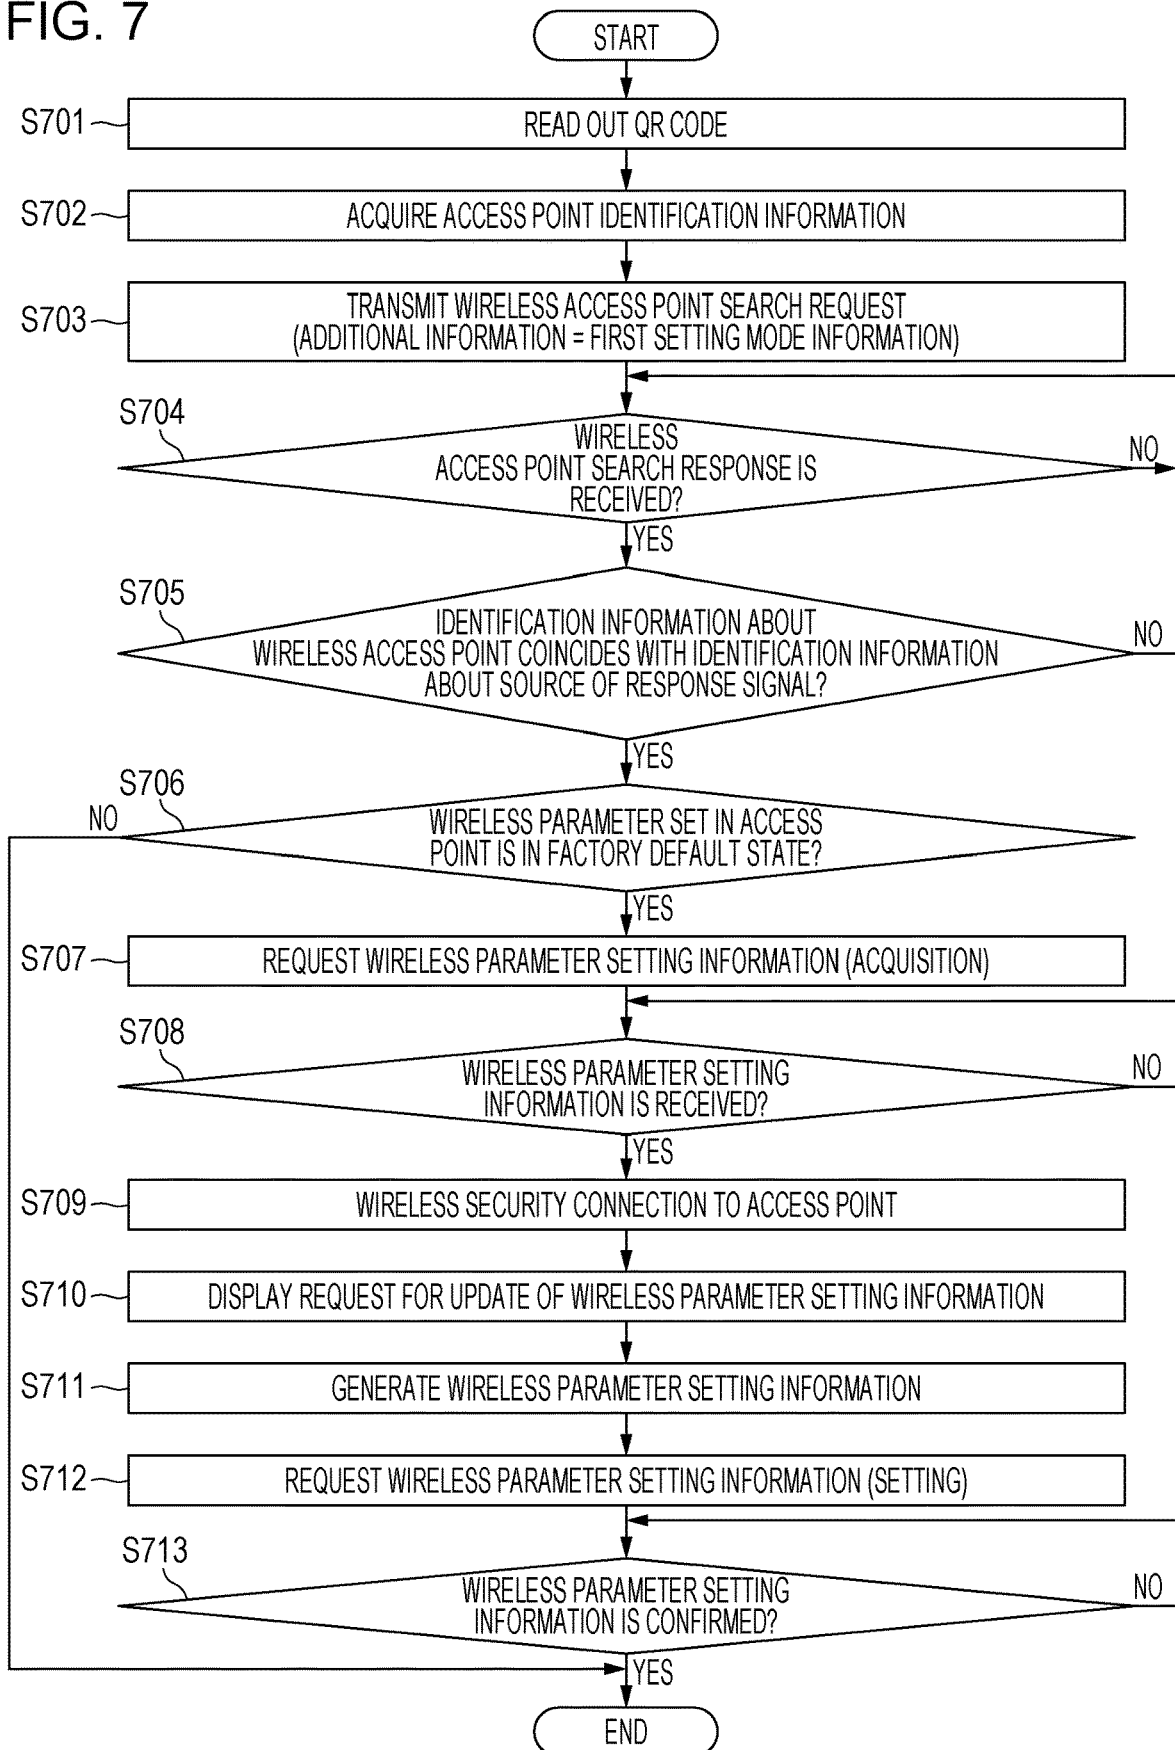 FIG. 7
START
S701
READ OUT QR CODE
S702
ACQUIRE ACCESS POINT IDENTIFICATION INFORMATION
S703
TRANSMIT WIRELESS ACCESS POINT SEARCH REQUEST
(ADDITIONAL INFORMATION = FIRST SETTING MODE INFORMATION)
S704
WIRELESS
ACCESS POINT SEARCH RESPONSE IS
RECEIVED?
NO
YES
S705
IDENTIFICATION INFORMATION ABOUT
WIRELESS ACCESS POINT COINCIDES WITH IDENTIFICATION INFORMATION
ABOUT SOURCE OF RESPONSE SIGNAL?
NO
YES
S706
NO
WIRELESS PARAMETER SET IN ACCESS
POINT IS IN FACTORY DEFAULT STATE?
YES
S707
REQUEST WIRELESS PARAMETER SETTING INFORMATION (ACQUISITION)
S708
WIRELESS PARAMETER SETTING
INFORMATION IS RECEIVED?
NO
YES
S709
WIRELESS SECURITY CONNECTION TO ACCESS POINT
S710
DISPLAY REQUEST FOR UPDATE OF WIRELESS PARAMETER SETTING INFORMATION
S711
GENERATE WIRELESS PARAMETER SETTING INFORMATION
S712
REQUEST WIRELESS PARAMETER SETTING INFORMATION (SETTING)
S713
WIRELESS PARAMETER SETTING
INFORMATION IS CONFIRMED?
NO
YES
END